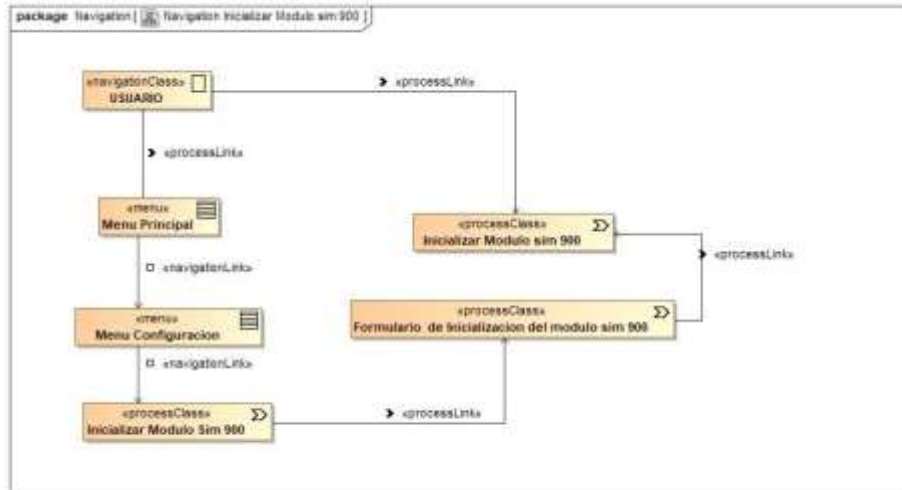 package Navigation [ Navigation Inicializar Modulo sim 900 ]
«navigationClass»
USUARIO
«processLink»
«processLink»
«menu»
Menu Principal
«processClass»
Inicializar Modulo sim 900
«processLink»
«navigationLink»
«processClass»
Formulario de Inicializacion del modulo sim 900
«menu»
Menu Configuracion
«navigationLink»
«processClass»
Inicializar Modulo Sim 900
«processLink»